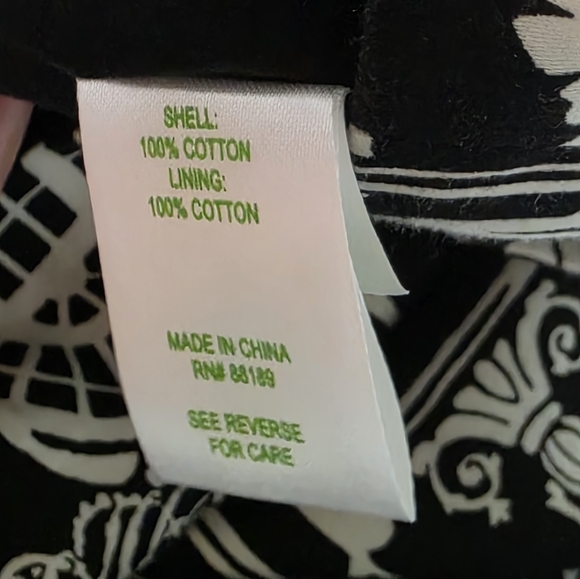 SHELL:
100% COTTON
LINING:
100% COTTON
MADE IN CHINA
RN# 88189
SEE REVERSE
FOR CARE